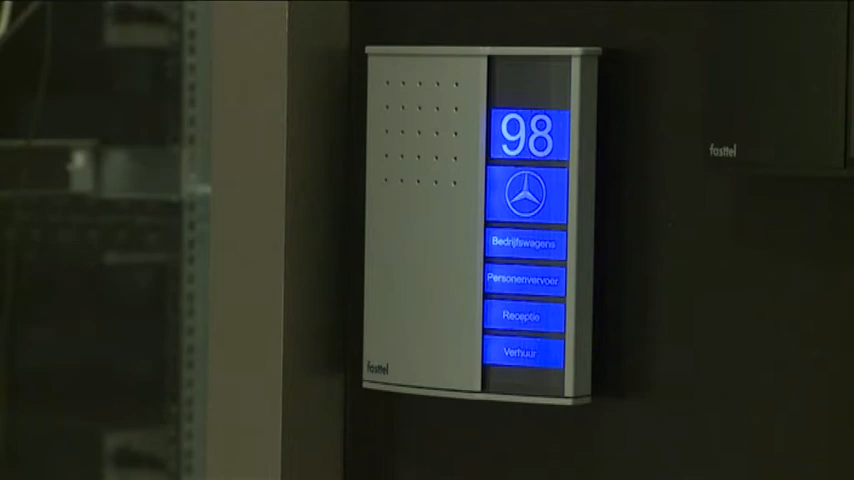 98
Bedrijfswagens
Personenvervoer
Receptie
Verhuur
fasttel
fasttel